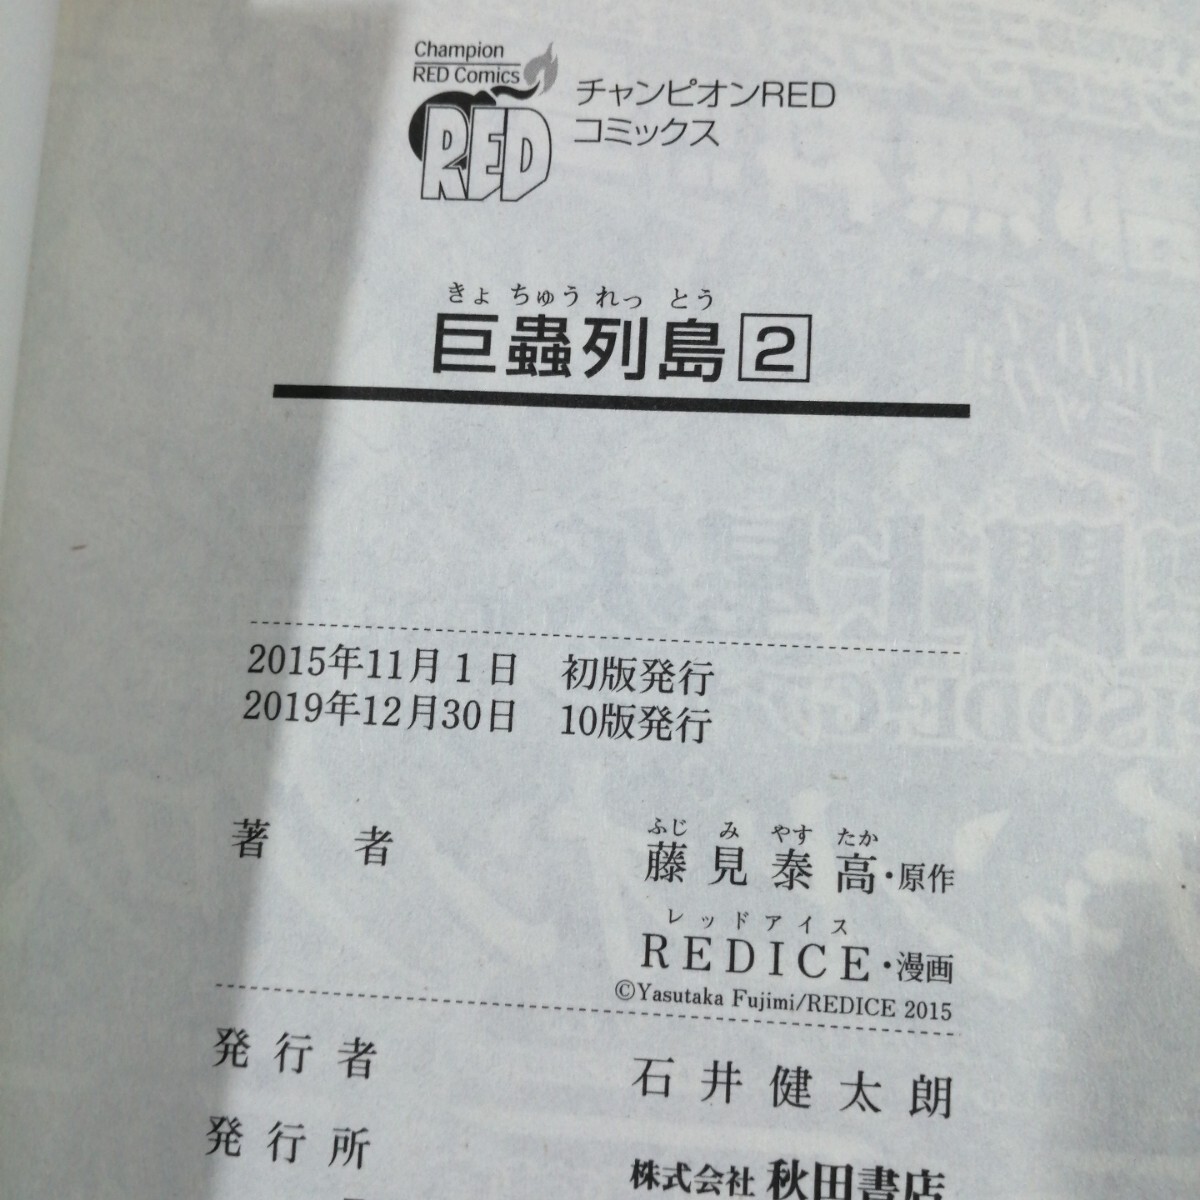 Champion
RED Comics
RED
チャンピオンRED
コミックス
きょ ちゅう れっ とう
巨蟲列島2
2015年11月1日 初版発行
2019年12月30日 10版発行
著者
ふじ み やす たか
藤見泰高・原作
レッドアイス
REDICE・漫画
©Yasutaka Fujimi/REDICE 2015
発行者 石井健太朗
発行所 株式会社 秋田書店